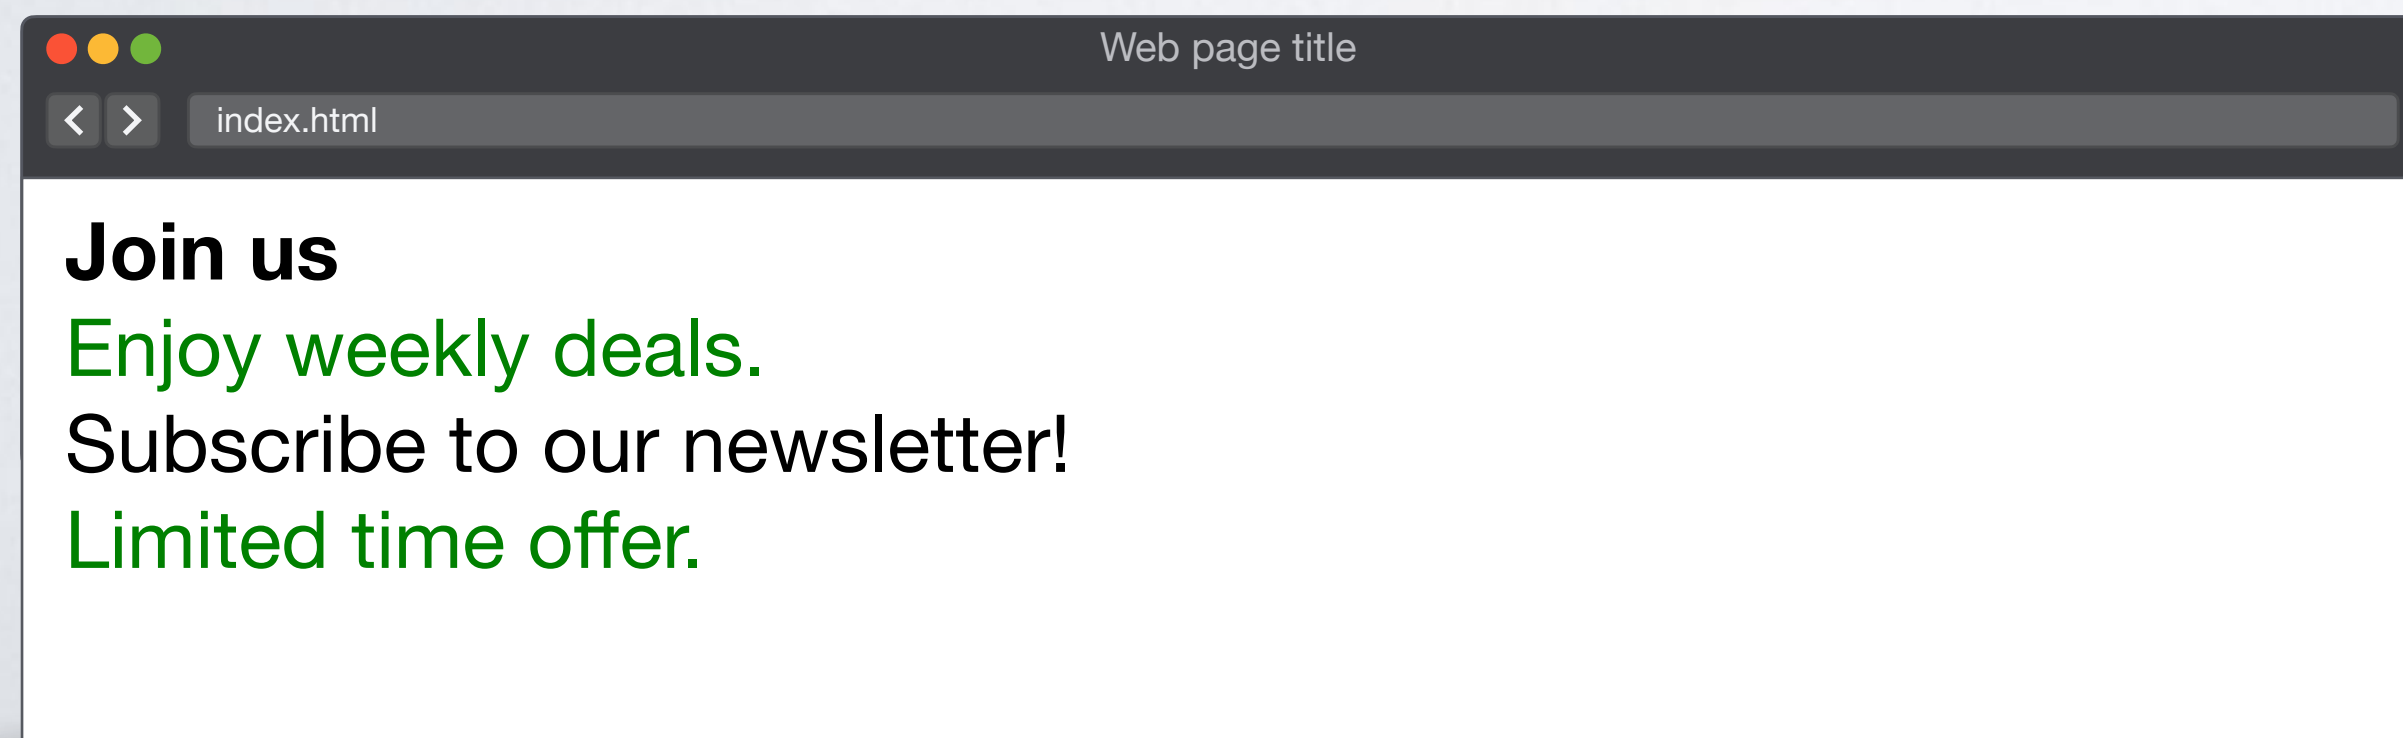 Web page title
index.html
Join us
Enjoy weekly deals.
Subscribe to our newsletter!
Limited time offer.